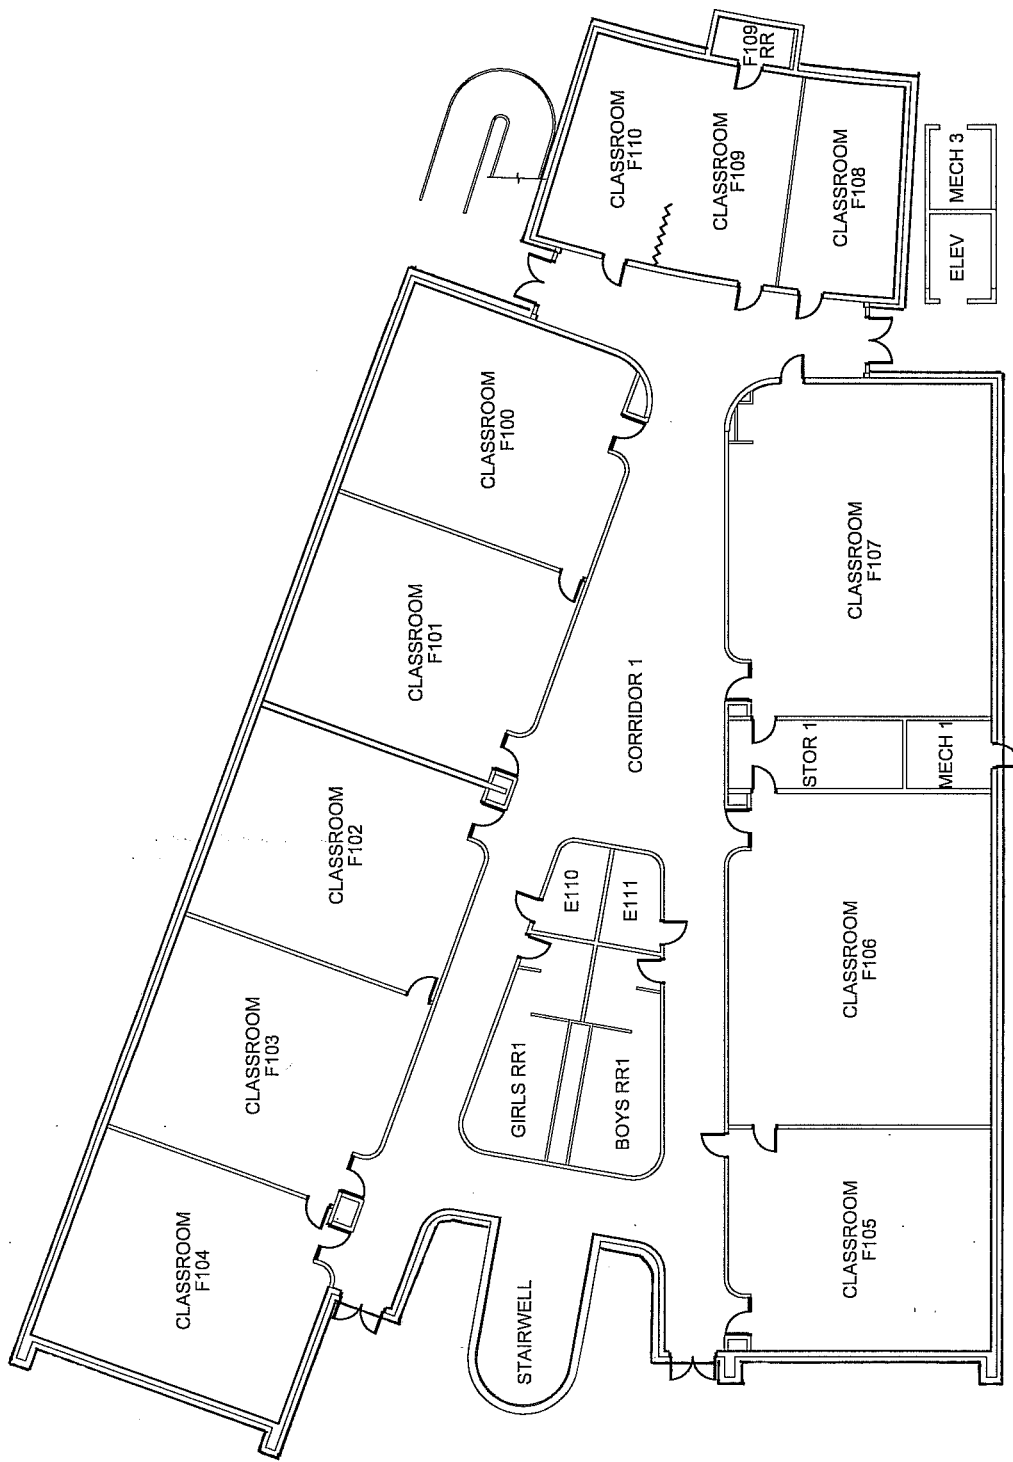 CLASSROOM
F104
CLASSROOM
F103
CLASSROOM
F102
CLASSROOM
F101
CLASSROOM
F100
CLASSROOM
F110
CLASSROOM
F109
F109
RR
CLASSROOM
F108
ELEV
MECH 3
STAIRWELL
GIRLS RR1
BOYS RR1
E110
E111
CORRIDOR 1
CLASSROOM
F105
CLASSROOM
F106
STOR 1
MECH 1
CLASSROOM
F107